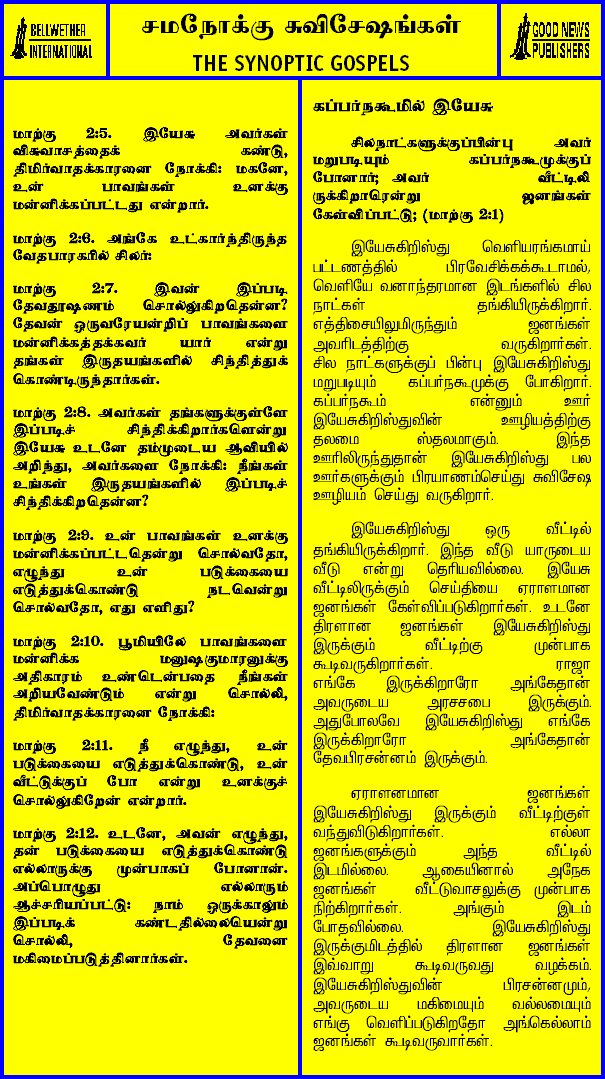 BELLWETHER
INTERNATIONAL
சமநோக்கு சுவிசேஷங்கள்
THE SYNOPTIC GOSPELS
GOOD NEWS
PUBLISHERS
மாற்கு 2:5. இயேசு அவர்கள்
விசுவாசத்தைக் கண்டு,
திமிர்வாதக்காரனை நோக்கி: மகனே,
உன் பாவங்கள் உனக்கு
மன்னிக்கப்பட்டது என்றார்.
மாற்கு 2:6. அங்கே உட்கார்ந்திருந்த
வேதபாரகரில் சிலர்:
மாற்கு 2:7. இவன் இப்படி
தேவதூஷணம் சொல்லுகிறதென்ன?
தேவன் ஒருவரேயன்றிப் பாவங்களை
மன்னிக்கத்தக்கவர் யார் என்று
தங்கள் இருதயங்களில் சிந்தித்துக்
கொண்டிருந்தார்கள்.
மாற்கு 2:8. அவர்கள் தங்களுக்குள்ளே
இப்படிச் சிந்திக்கிறார்களென்று
இயேசு உடனே தம்முடைய ஆவியில்
அறிந்து, அவர்களை நோக்கி: நீங்கள்
உங்கள் இருதயங்களில் இப்படிச்
சிந்திக்கிறதென்ன?
மாற்கு 2:9. உன் பாவங்கள் உனக்கு
மன்னிக்கப்பட்டதென்று சொல்வதோ,
எழுந்து உன் படுக்கையை
எடுத்துக்கொண்டு நடவென்று
சொல்வதோ, எது எளிது?
மாற்கு 2:10. பூமியிலே பாவங்களை
மன்னிக்க மனுஷகுமாரனுக்கு
அதிகாரம் உண்டென்பதை நீங்கள்
அறியவேண்டும் என்று சொல்லி,
திமிர்வாதக்காரனை நோக்கி:
மாற்கு 2:11. நீ எழுந்து, உன்
படுக்கையை எடுத்துக்கொண்டு, உன்
வீட்டுக்குப் போ என்று உனக்குச்
சொல்லுகிறேன் என்றார்.
மாற்கு 2:12. உடனே, அவன் எழுந்து,
தன் படுக்கையை எடுத்துக்கொண்டு
எல்லாருக்கு முன்பாகப் போனான்.
அப்பொழுது எல்லாரும்
ஆச்சரியப்பட்டு: நாம் ஒருக்காலும்
இப்படிக் கண்டதில்லையென்று
சொல்லி, தேவனை
மகிமைப்படுத்தினார்கள்.
கப்பர்நகூமில் இயேசு
சிலநாட்களுக்குப்பின்பு அவர்
மறுபடியும் கப்பர்நகூமுக்குப்
போனார்; அவர் வீட்டிலி
ருக்கிறாரென்று ஜனங்கள்
கேள்விப்பட்டு; (மாற்கு 2:1)
இயேசுகிறிஸ்து வெளியரங்கமாய்
பட்டணத்தில் பிரவேசிக்கக்கூடாமல்,
வெளியே வனாந்தரமான இடங்களில் சில
நாட்கள் தங்கியிருக்கிறார்.
எத்திசையிலுமிருந்தும் ஜனங்கள்
அவரிடத்திற்கு வருகிறார்கள்.
சில நாட்களுக்குப் பின்பு இயேசுகிறிஸ்து
மறுபடியும் கப்பர்நகூமுக்கு போகிறார்.
கப்பர்நகூம் என்னும் ஊர்
இயேசுகிறிஸ்துவின் ஊழியத்திற்கு
தலமை ஸ்தலமாகும். இந்த
ஊரிலிருந்துதான் இயேசுகிறிஸ்து பல
ஊர்களுக்கும் பிரயாணம்செய்து சுவிசேஷ
ஊழியம் செய்து வருகிறார்.
இயேசுகிறிஸ்து ஒரு வீட்டில்
தங்கியிருக்கிறார். இந்த வீடு யாருடைய
வீடு என்று தெரியவில்லை. இயேசு
வீட்டிலிருக்கும் செய்தியை ஏராளமான
ஜனங்கள் கேள்விப்படுகிறார்கள். உடனே
திரளான ஜனங்கள் இயேசுகிறிஸ்து
இருக்கும் வீட்டிற்கு முன்பாக
கூடிவருகிறார்கள். ராஜா
எங்கே இருக்கிறாரோ அங்கேதான்
அவருடைய அரசசபை இருக்கும்.
அதுபோலவே இயேசுகிறிஸ்து எங்கே
இருக்கிறாரோ அங்கேதான்
தேவபிரசன்னம் இருக்கும்.
ஏராளனமான ஜனங்கள்
இயேசுகிறிஸ்து இருக்கும் வீட்டிற்குள்
வந்துவிடுகிறார்கள். எல்லா
ஜனங்களுக்கும் அந்த வீட்டில்
இடமில்லை. ஆகையினால் அநேக
ஜனங்கள் வீட்டுவாசலுக்கு முன்பாக
நிற்கிறார்கள். அங்கும் இடம்
போதவில்லை. இயேசுகிறிஸ்து
இருக்குமிடத்தில் திரளான ஜனங்கள்
இவ்வாறு கூடிவருவது வழக்கம்.
இயேசுகிறிஸ்துவின் பிரசன்னமும்,
அவருடைய மகிமையும் வல்லமையும்
எங்கு வெளிப்படுகிறதோ அங்கெல்லாம்
ஜனங்கள் கூடிவருவார்கள்.